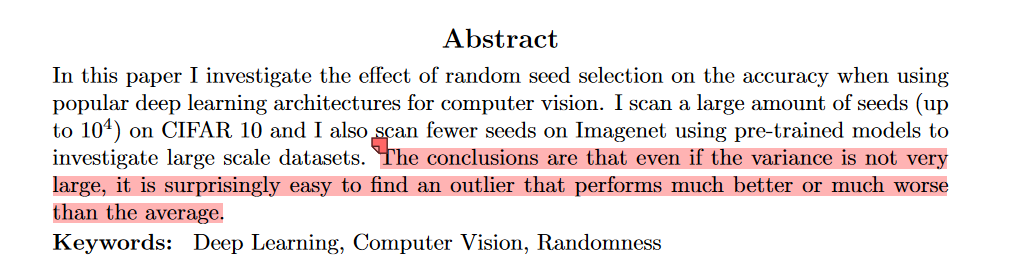 Abstract
In this paper I investigate the effect of random seed selection on the accuracy when using
popular deep learning architectures for computer vision. I scan a large amount of seeds (up
to 10⁴) on CIFAR 10 and I also scan fewer seeds on Imagenet using pre-trained models to
investigate large scale datasets. The conclusions are that even if the variance is not very
large, it is surprisingly easy to find an outlier that performs much better or much worse
than the average.
Keywords: Deep Learning, Computer Vision, Randomness